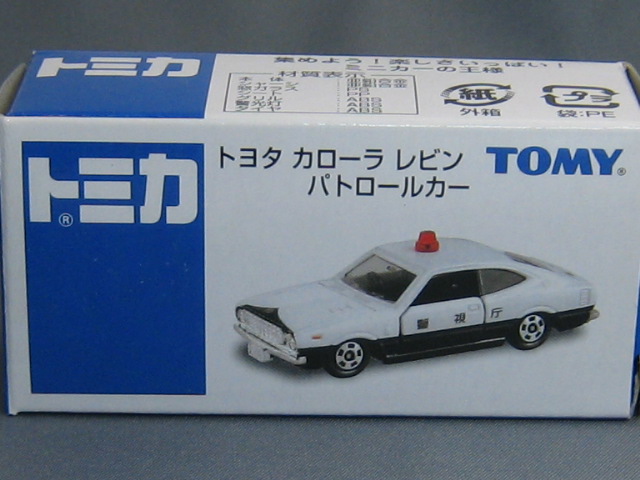 トミカ
集めよう!楽しさいっぱい!
ミニカーの王様
材質表示
紙
外箱
プラ
袋:PE
トミカ
®
トヨタ カローラ レビン
パトロールカー
TOMY®
警視庁